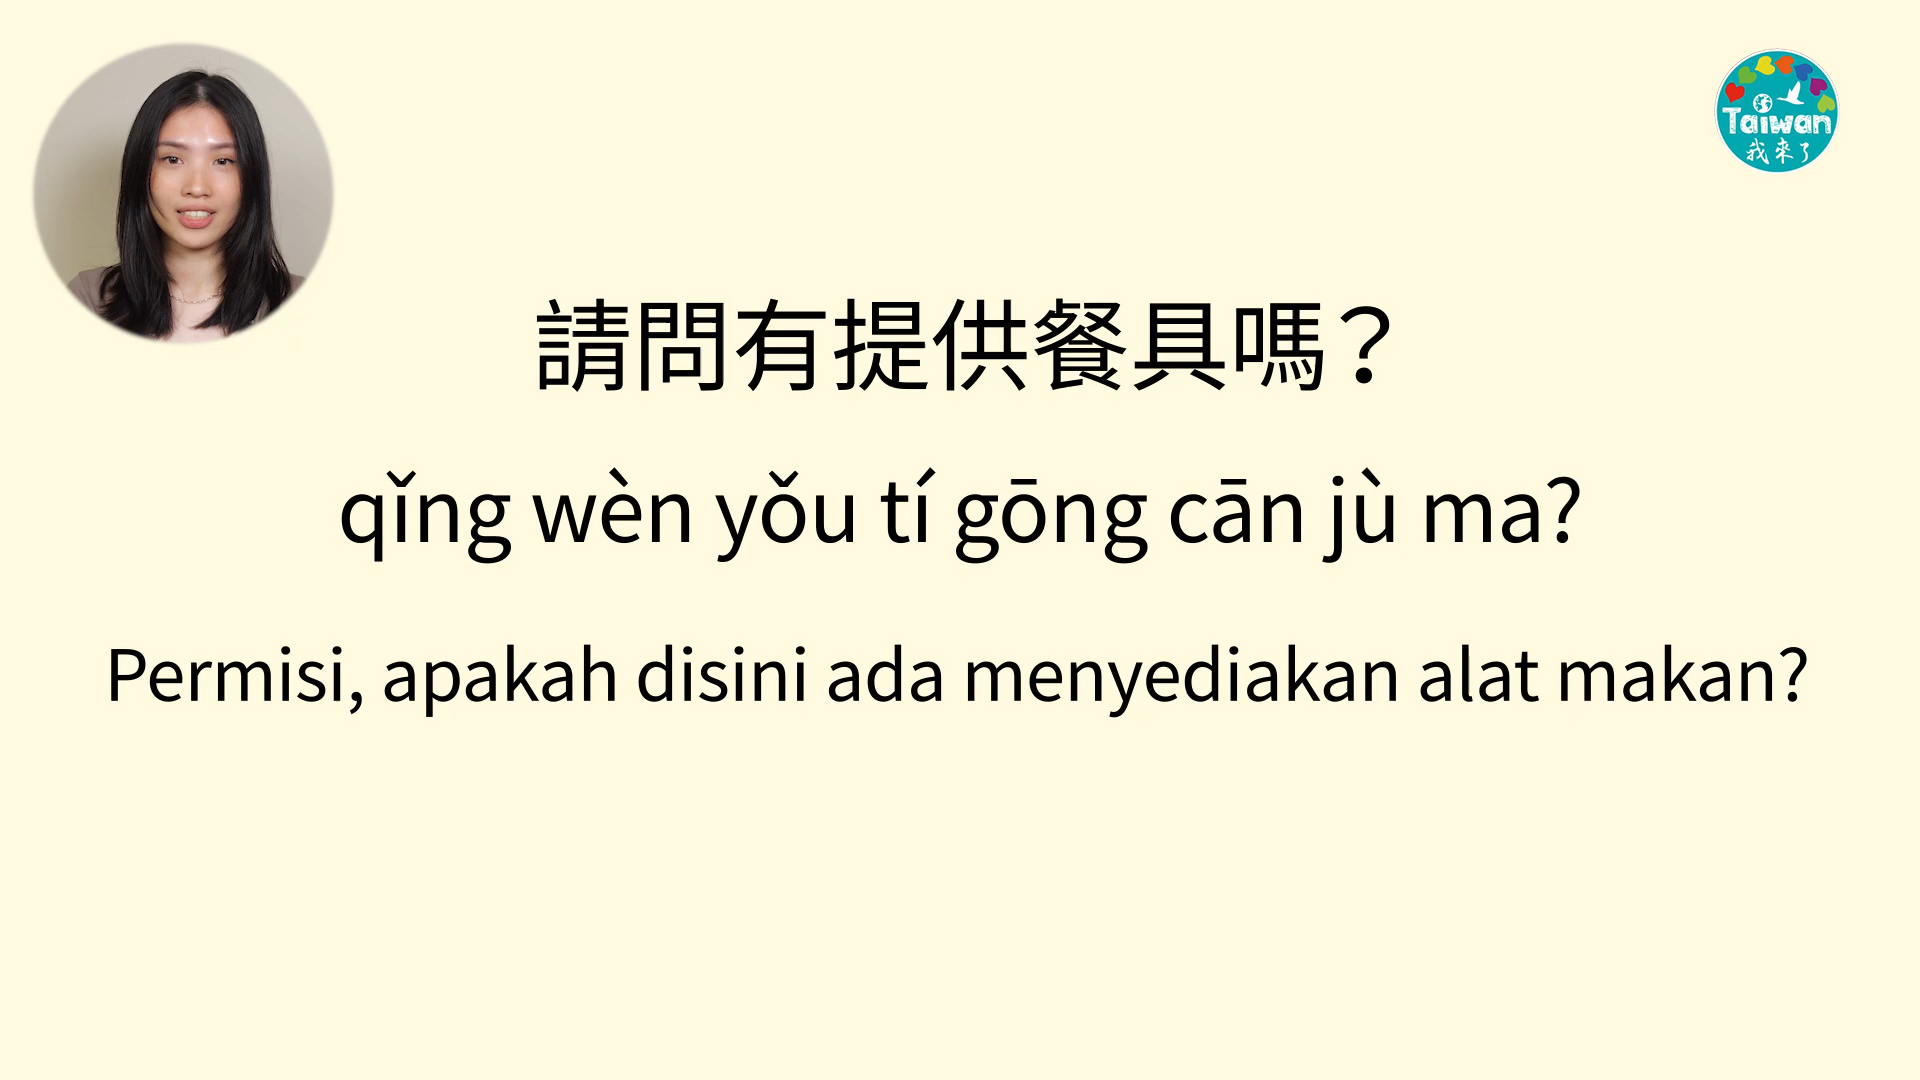 Taiwan
我來了
請問有提供餐具嗎？
qǐng wèn yǒu tí gōng cān jù ma?
Permisi, apakah disini ada menyediakan alat makan?